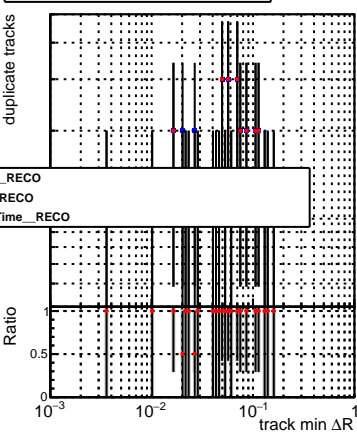 duplicate tracks
_RECO
RECO
Time__RECO
Ratio
1
0.5
0
10−3
10−2
10−1
1
track min ΔR